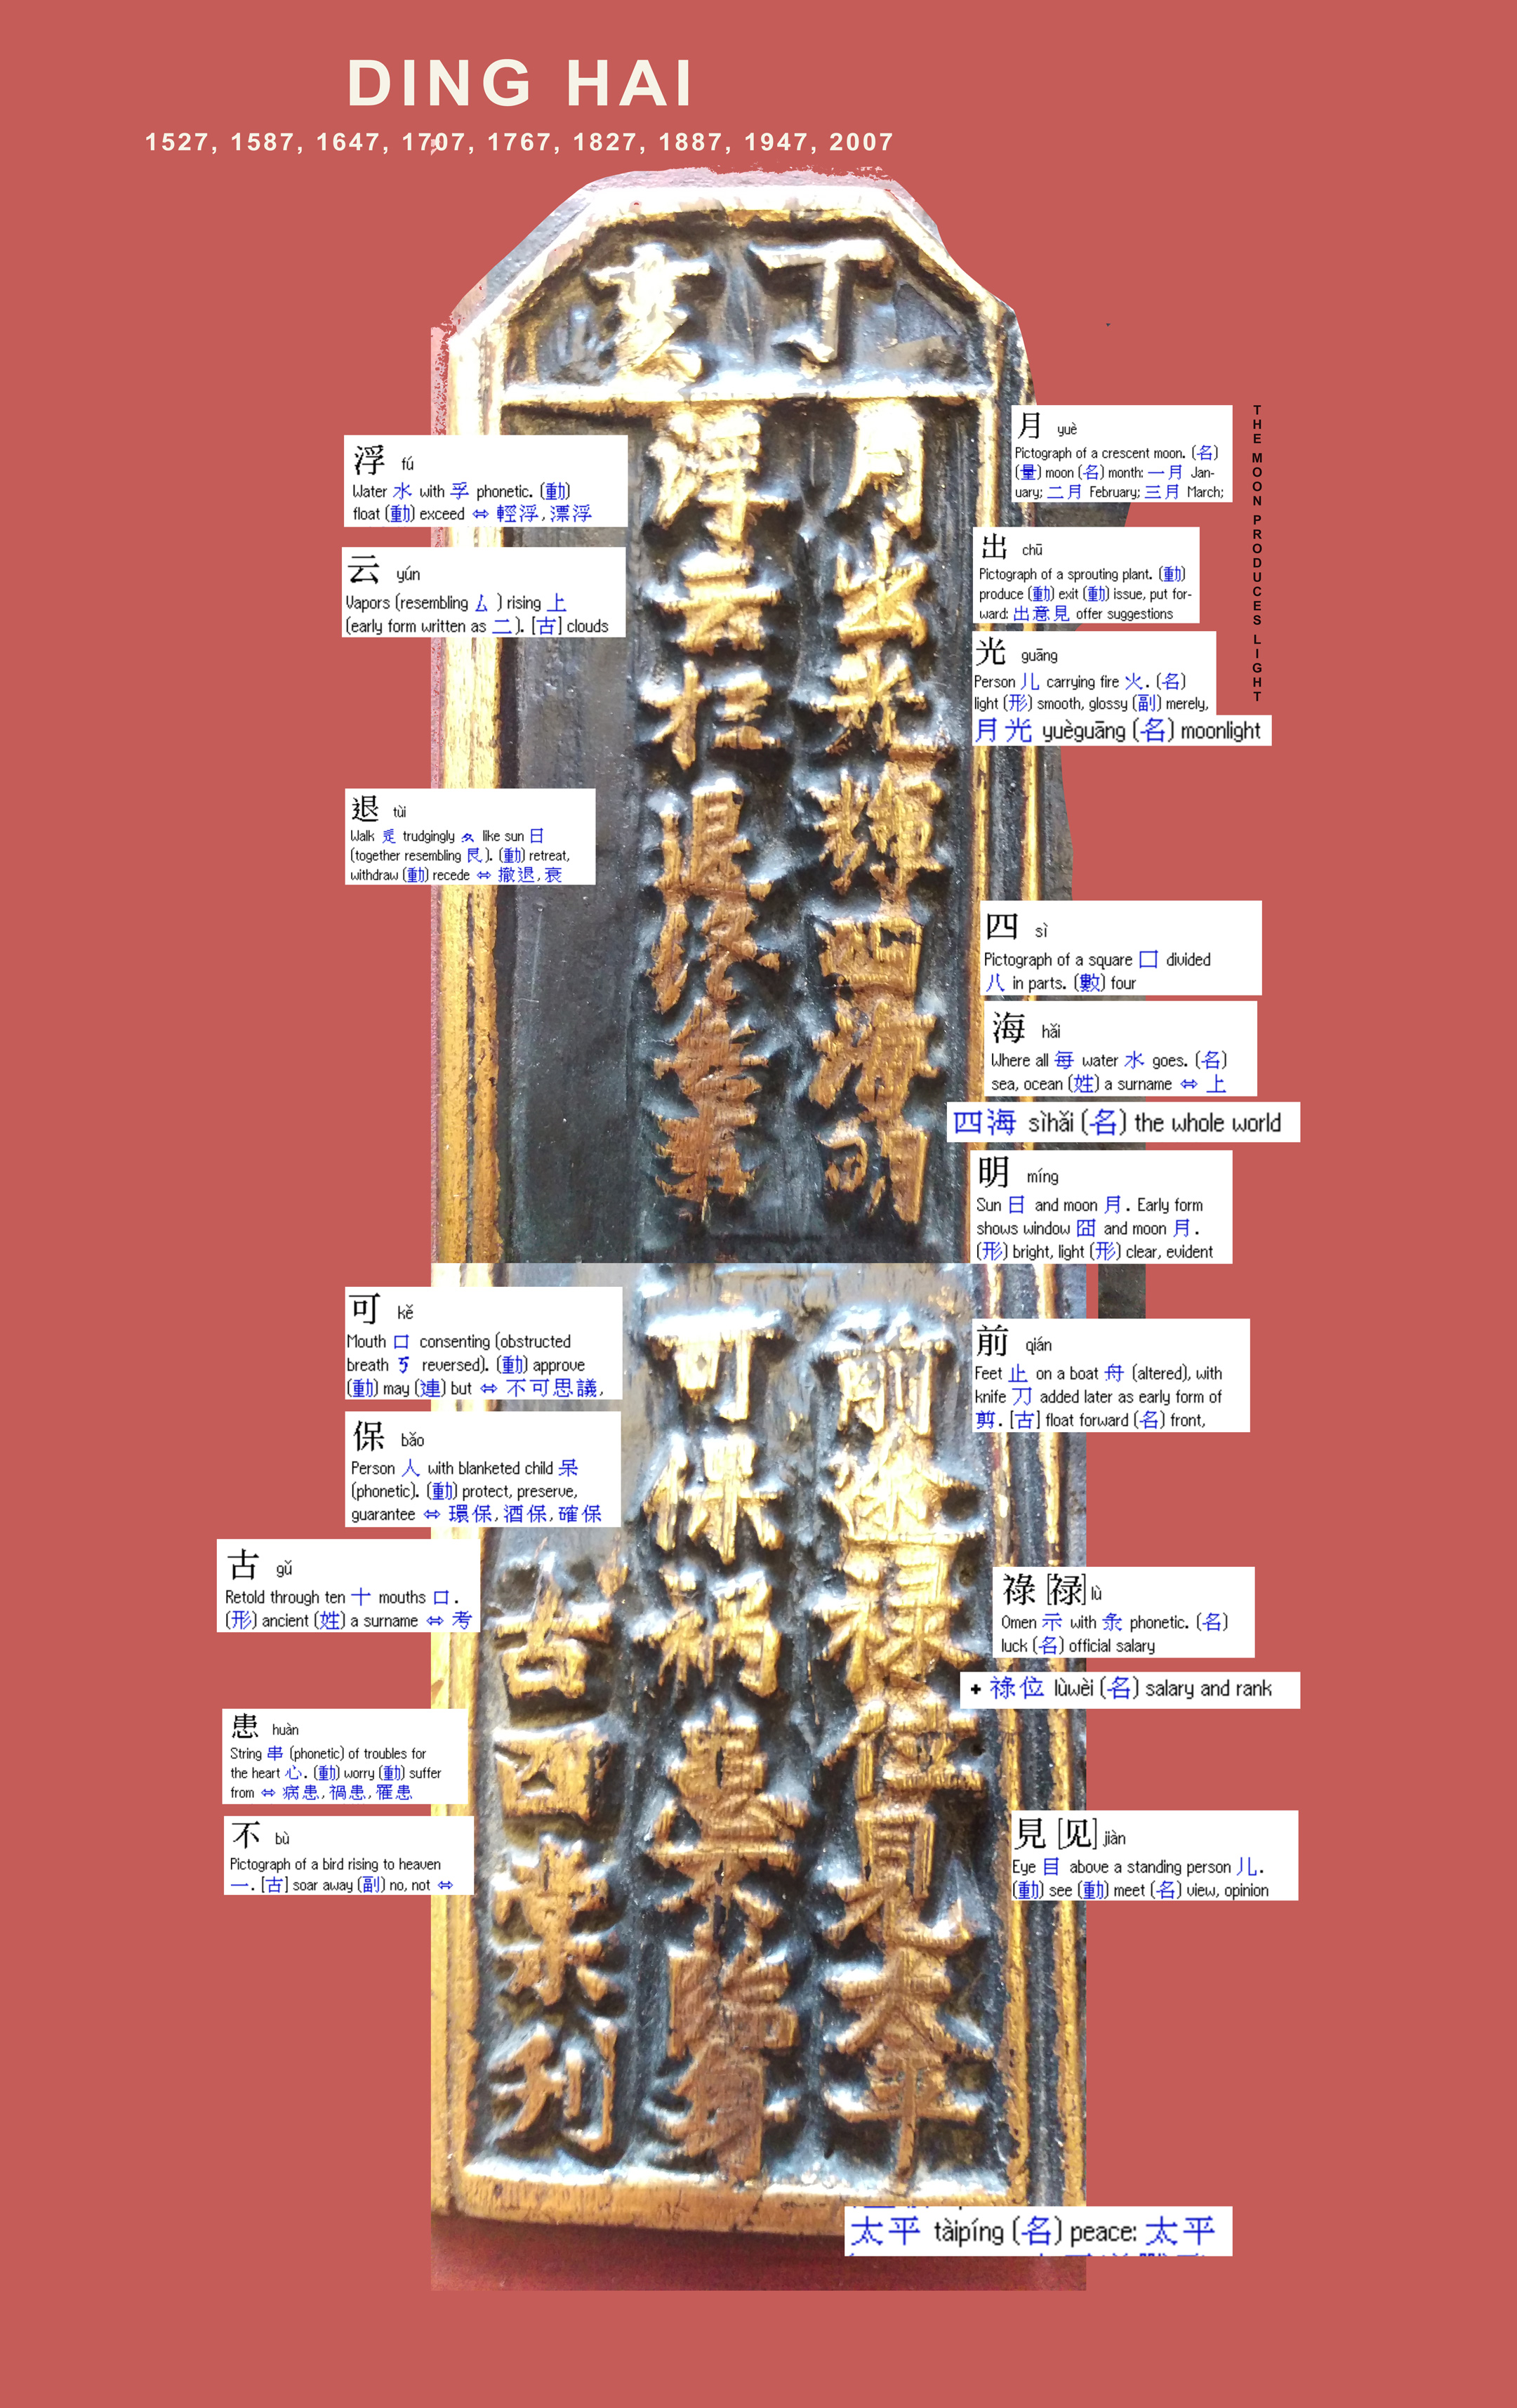 DING HAI
1527, 1587, 1647, 1707, 1767, 1827, 1887, 1947, 2007
丁亥
月出光輝四海明
前途祿位見太平
浮云退終事
可保禍患不臨身
利
月 yuè
Pictograph of a crescent moon. (名)
(量) moon (名) month: 一月 Jan-
uary; 二月 February; 三月 March;
THE MOON PRODUCES LIGHT
浮 fú
Water 水 with 孚 phonetic. (動)
float (動) exceed ⇔ 輕浮, 漂浮
出 chū
Pictograph of a sprouting plant. (動)
produce (動) exit (動) issue, put for-
ward: 出意見 offer suggestions
云 yún
Vapors (resembling 厶 ) rising 上
(early form written as 二 ). [古] clouds
光 guāng
Person 儿 carrying fire 火. (名)
light (形) smooth, glossy (副) merely,
月光 yuèguāng (名) moonlight
退 tùi
Walk 辵 trudgingly 夊 like sun 日
(together resembling 艮 ). (動) retreat,
withdraw (動) recede ⇔ 撤退, 衰
四 sì
Pictograph of a square 囗 divided
八 in parts. (數) four
海 hǎi
Where all 每 water 水 goes. (名)
sea, ocean (姓) a surname ⇔ 上
四海 sìhǎi (名) the whole world
明 míng
Sun 日 and moon 月. Early form
shows window 囧 and moon 月.
(形) bright, light (形) clear, evident
可 kě
Mouth 口 consenting (obstructed
breath 丂 reversed). (動) approve
(動) may (連) but ⇔ 不可思議,
前 qián
Feet 止 on a boat 舟 (altered), with
knife 刀 added later as early form of
剪. [古] float forward (名) front,
保 bǎo
Person 人 with blanketed child 呆
(phonetic). (動) protect, preserve,
guarantee ⇔ 環保, 酒保, 確保
古 gǔ
Retold through ten 十 mouths 口.
(形) ancient (姓) a surname ⇔ 考
祿 [禄] lù
Omen 示 with 彔 phonetic. (名)
luck (名) official salary
+ 祿位 lùwèi (名) salary and rank
患 huàn
String 串 (phonetic) of troubles for
the heart 心. (動) worry (動) suffer
from ⇔ 病患, 禍患, 罹患
不 bù
Pictograph of a bird rising to heaven
一. [古] soar away (副) no, not ⇔
見 [见] jiàn
Eye 目 above a standing person 儿.
(動) see (動) meet (名) view, opinion
太平 tàipíng (名) peace: 太平